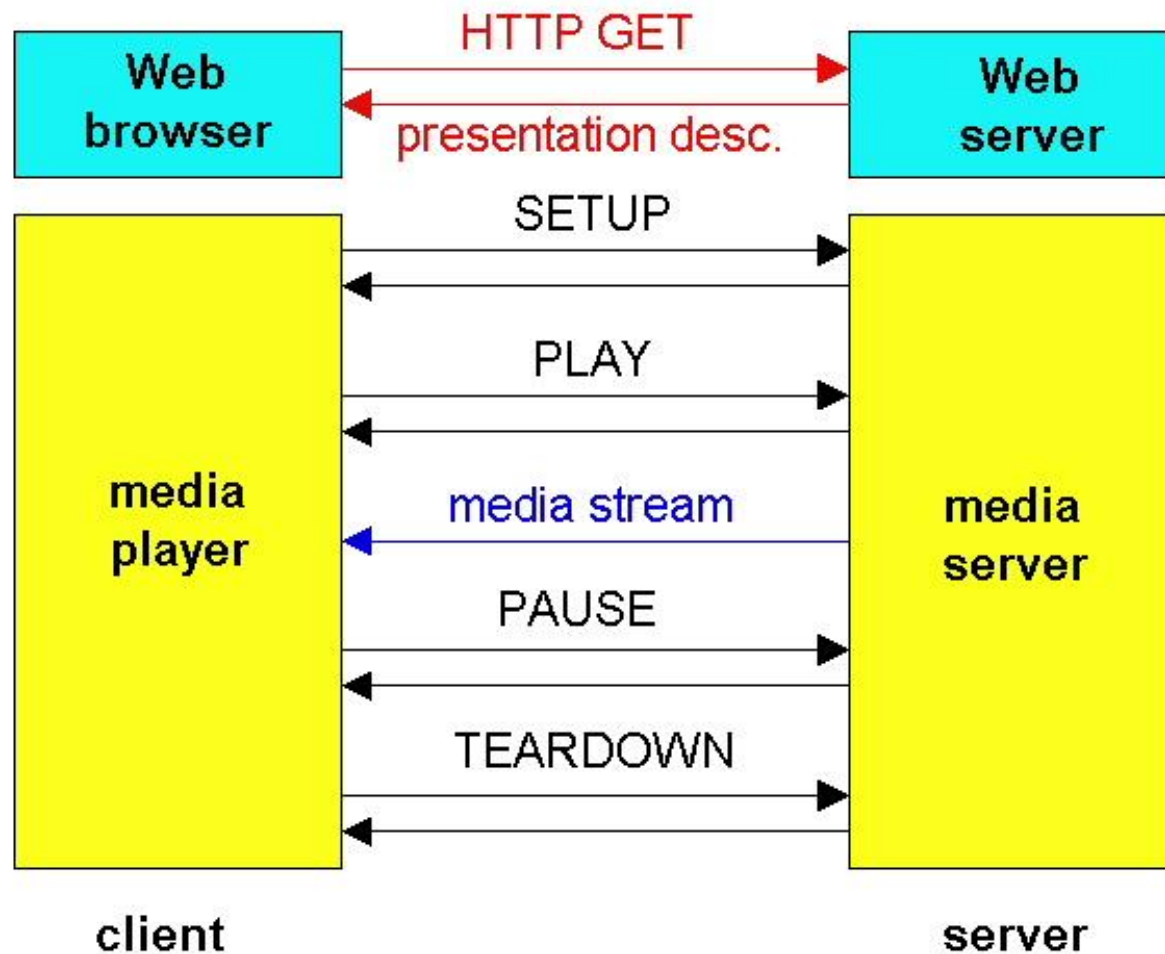 HTTP GET
Web
browser
Web
server
presentation desc.
SETUP
PLAY
media
player
media stream
media
server
PAUSE
TEARDOWN
client
server